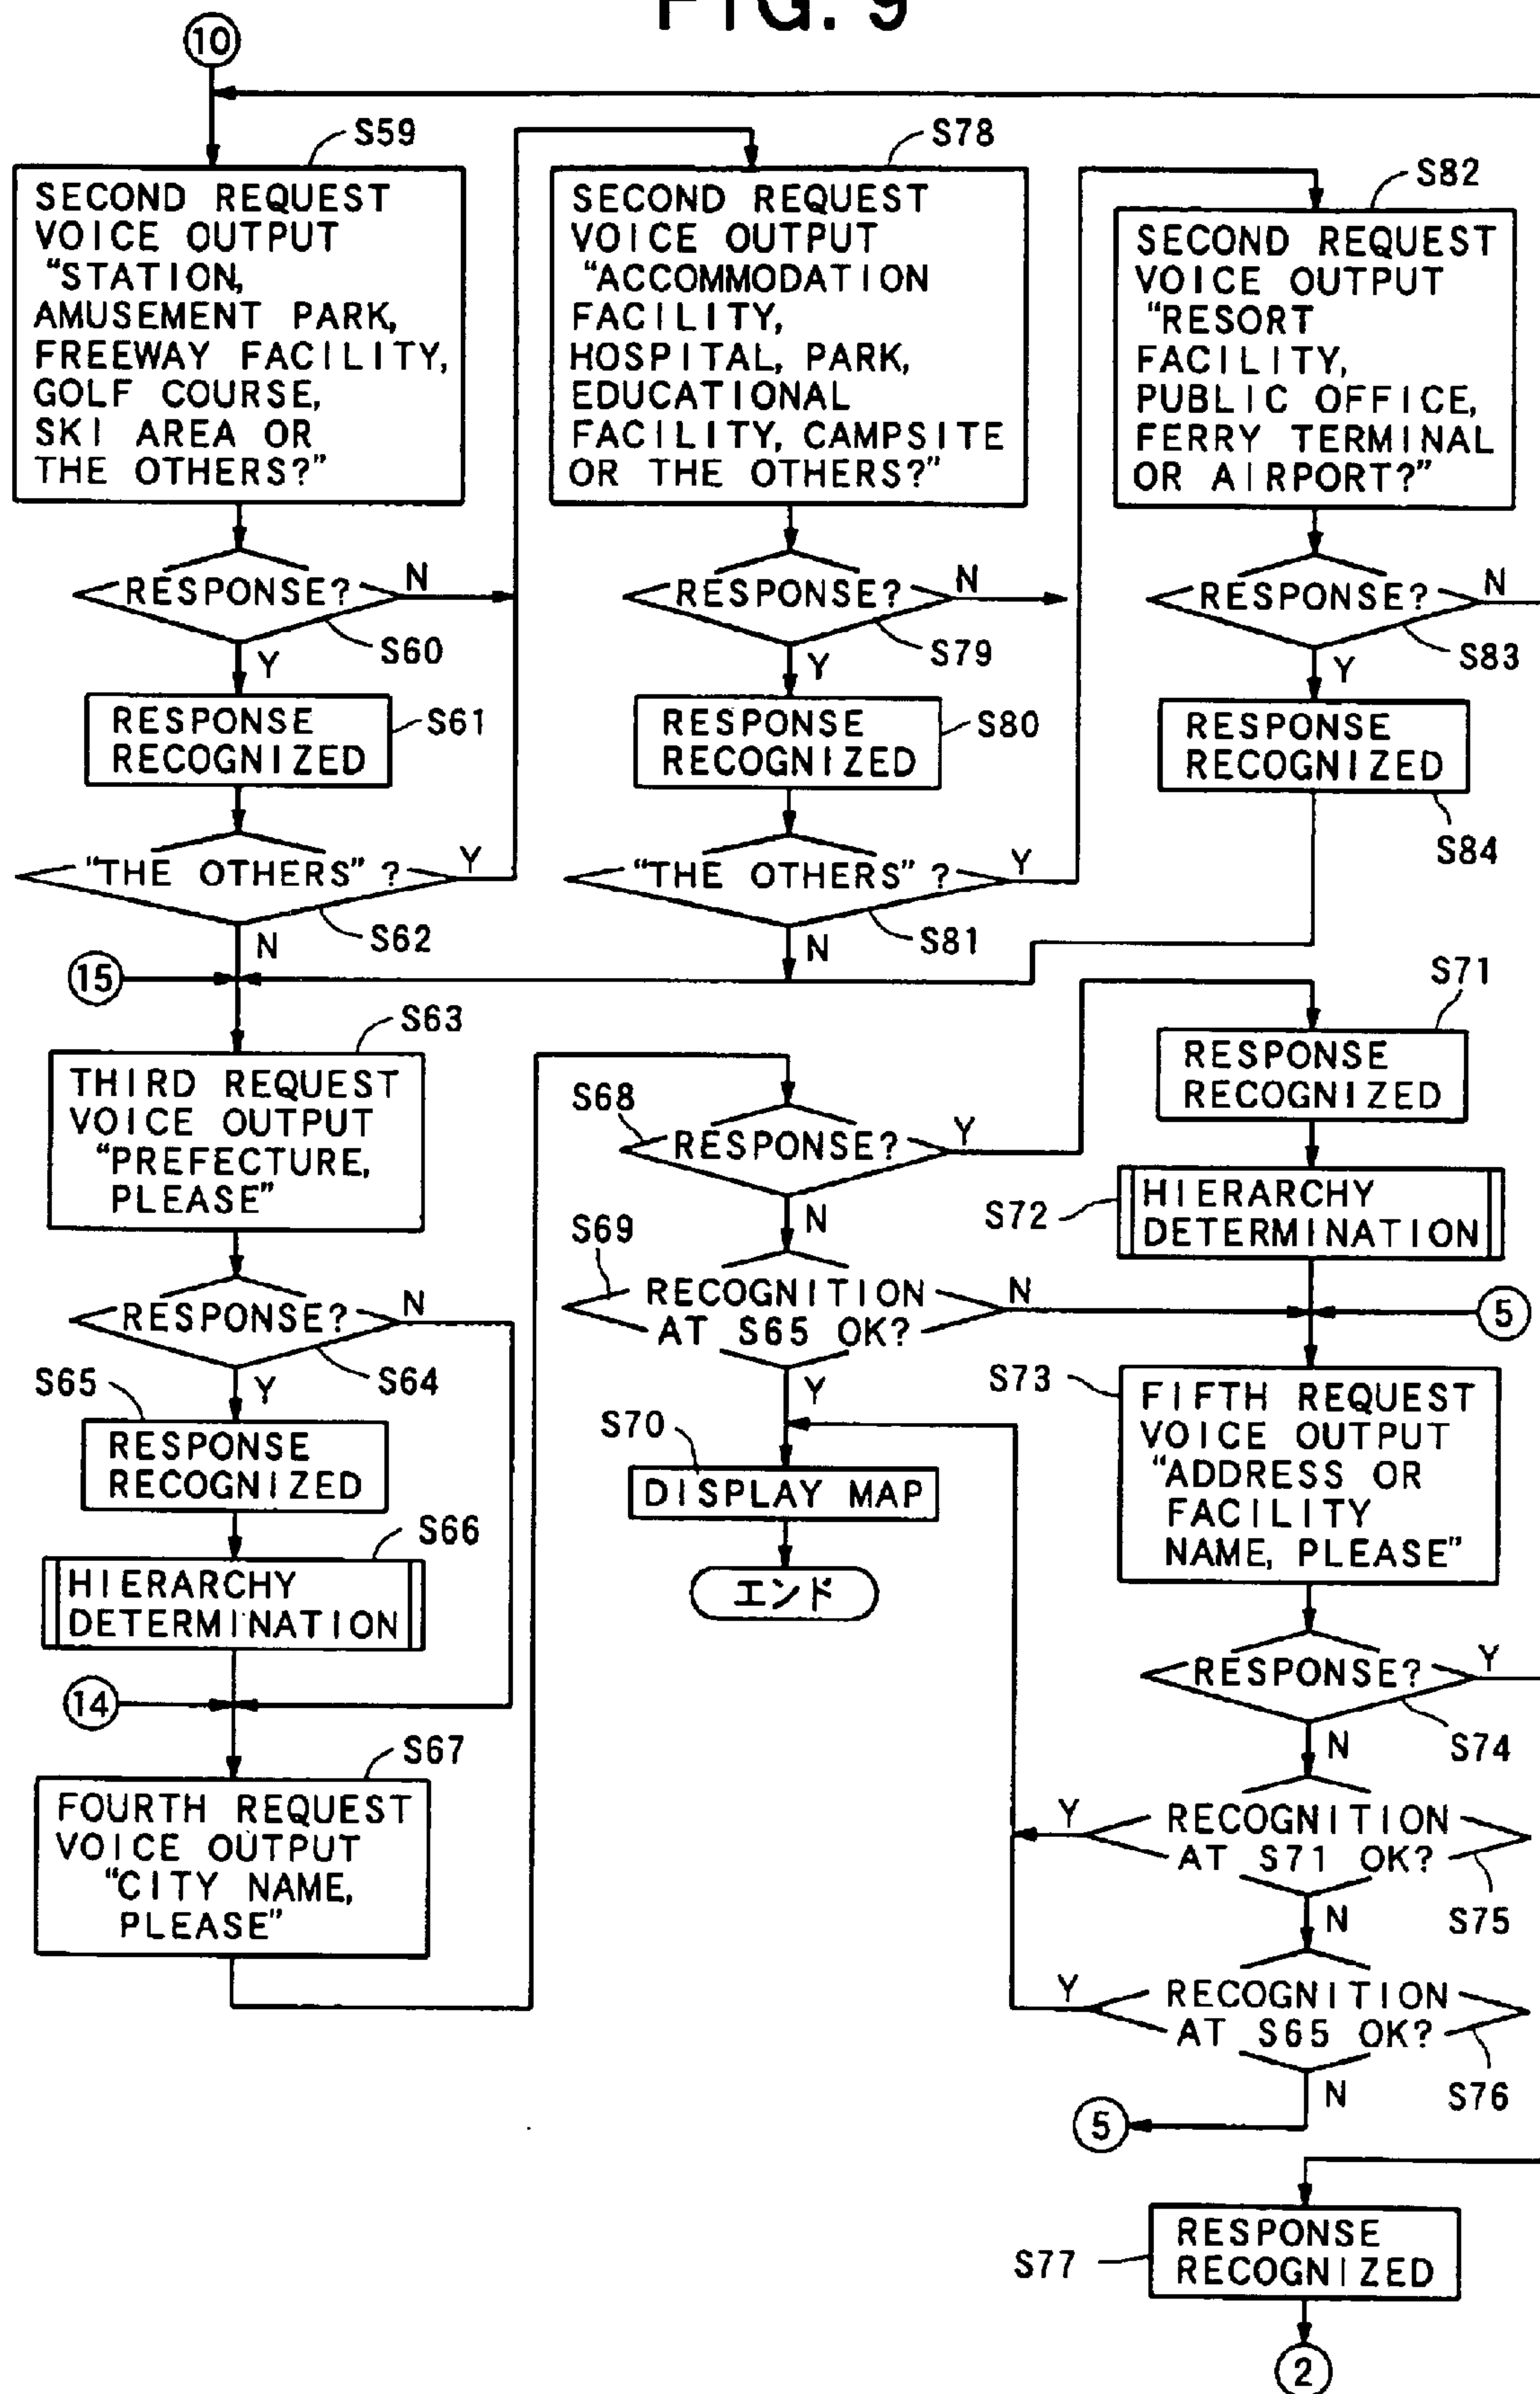 FIG. 9
10
S59
SECOND REQUEST
VOICE OUTPUT
"STATION,
AMUSEMENT PARK,
FREEWAY FACILITY,
GOLF COURSE,
SKI AREA OR
THE OTHERS?"
RESPONSE?
N
S60
Y
RESPONSE
RECOGNIZED
S61
"THE OTHERS" ?
Y
S62
N
15
S63
THIRD REQUEST
VOICE OUTPUT
"PREFECTURE,
PLEASE"
RESPONSE?
N
S64
Y
S65
RESPONSE
RECOGNIZED
S66
HIERARCHY
DETERMINATION
14
S67
FOURTH REQUEST
VOICE OUTPUT
"CITY NAME,
PLEASE"
S78
SECOND REQUEST
VOICE OUTPUT
"ACCOMMODATION
FACILITY,
HOSPITAL, PARK,
EDUCATIONAL
FACILITY, CAMPSITE
OR THE OTHERS?"
RESPONSE?
N
S79
Y
RESPONSE
RECOGNIZED
S80
"THE OTHERS" ?
Y
S81
N
S68
RESPONSE?
Y
N
S69
RECOGNITION
AT S65 OK?
N
Y
S70
DISPLAY MAP
エンド
S82
SECOND REQUEST
VOICE OUTPUT
"RESORT
FACILITY,
PUBLIC OFFICE,
FERRY TERMINAL
OR AIRPORT?"
RESPONSE?
N
S83
Y
RESPONSE
RECOGNIZED
S84
S71
RESPONSE
RECOGNIZED
S72
HIERARCHY
DETERMINATION
5
S73
FIFTH REQUEST
VOICE OUTPUT
"ADDRESS OR
FACILITY
NAME, PLEASE"
RESPONSE?
Y
S74
N
RECOGNITION
AT S71 OK?
Y
S75
N
RECOGNITION
AT S65 OK?
Y
S76
N
5
S77
RESPONSE
RECOGNIZED
2